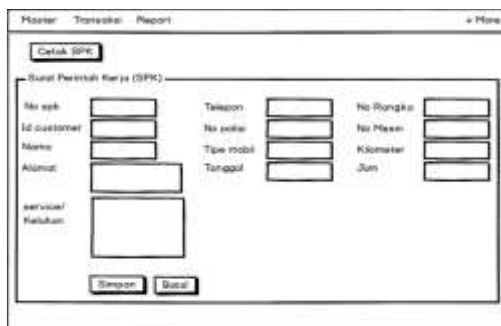 Master Transaksi Report + More
Cetak SPK
Surat Perintah Kerja (SPK)
No spk Telepon No Rangka
Id customer No polisi No Mesin
Nama Tipe mobil Kilometer
Alamat Tanggal Jam
service/
Keluhan
Simpan Batal